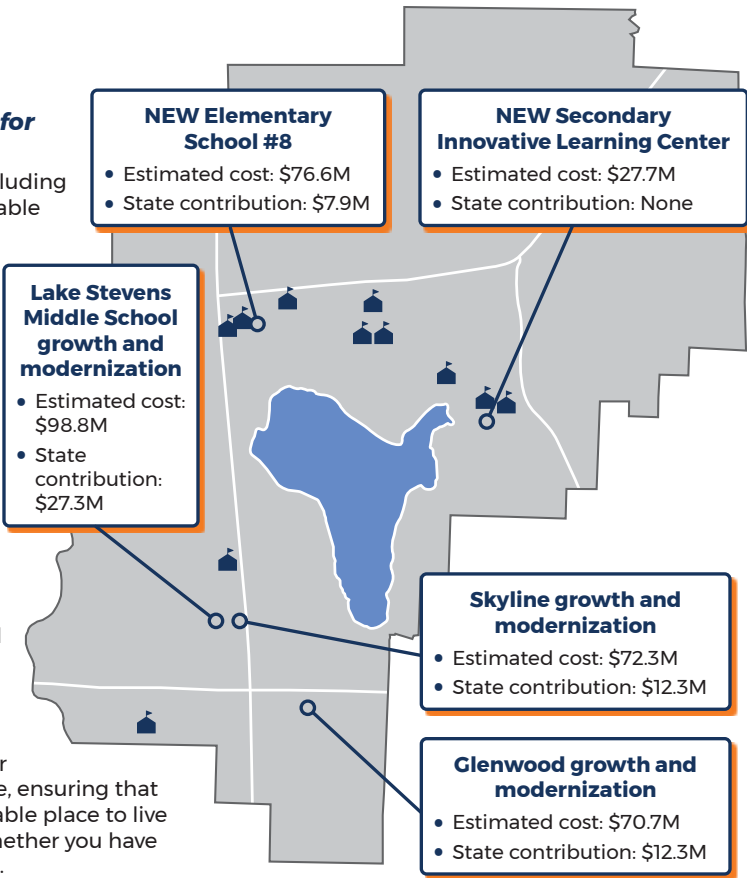 for
NEW Elementary
School #8
• Estimated cost: $76.6M
• State contribution: $7.9M
NEW Secondary
Innovative Learning Center
• Estimated cost: $27.7M
• State contribution: None
able
Lake Stevens
Middle School
growth and
modernization
• Estimated cost:
$98.8M
• State
contribution:
$27.3M
Skyline growth and
modernization
• Estimated cost: $72.3M
• State contribution: $12.3M
Glenwood growth and
modernization
• Estimated cost: $70.7M
• State contribution: $12.3M
, ensuring that
able place to live
you have